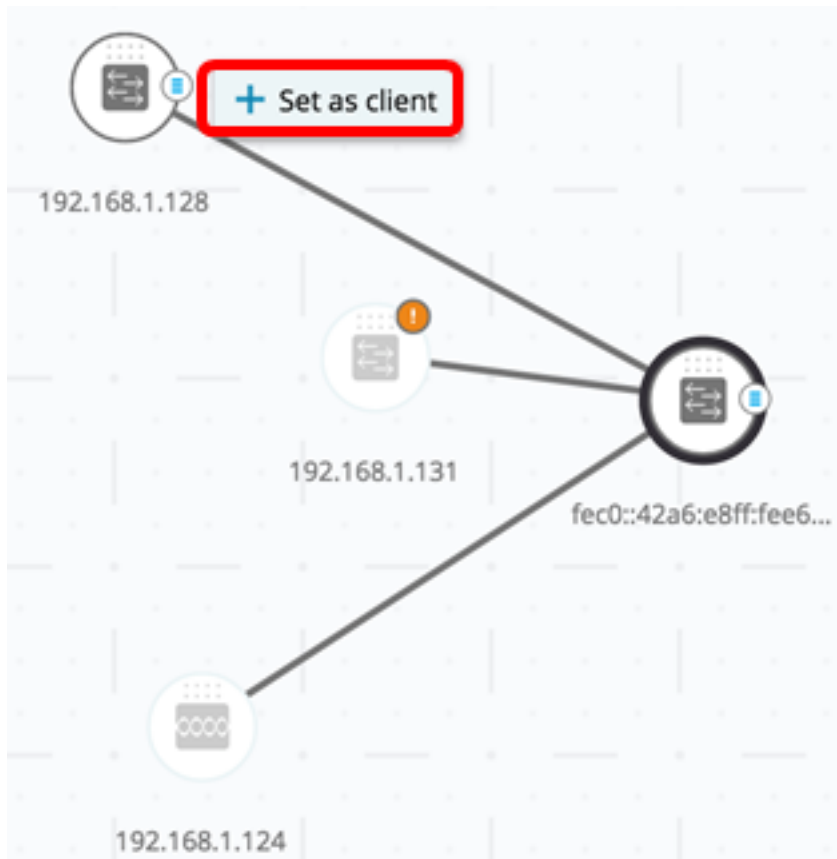 + Set as client
192.168.1.128
!
192.168.1.131
fec0::42a6:e8ff:fee6...
192.168.1.124